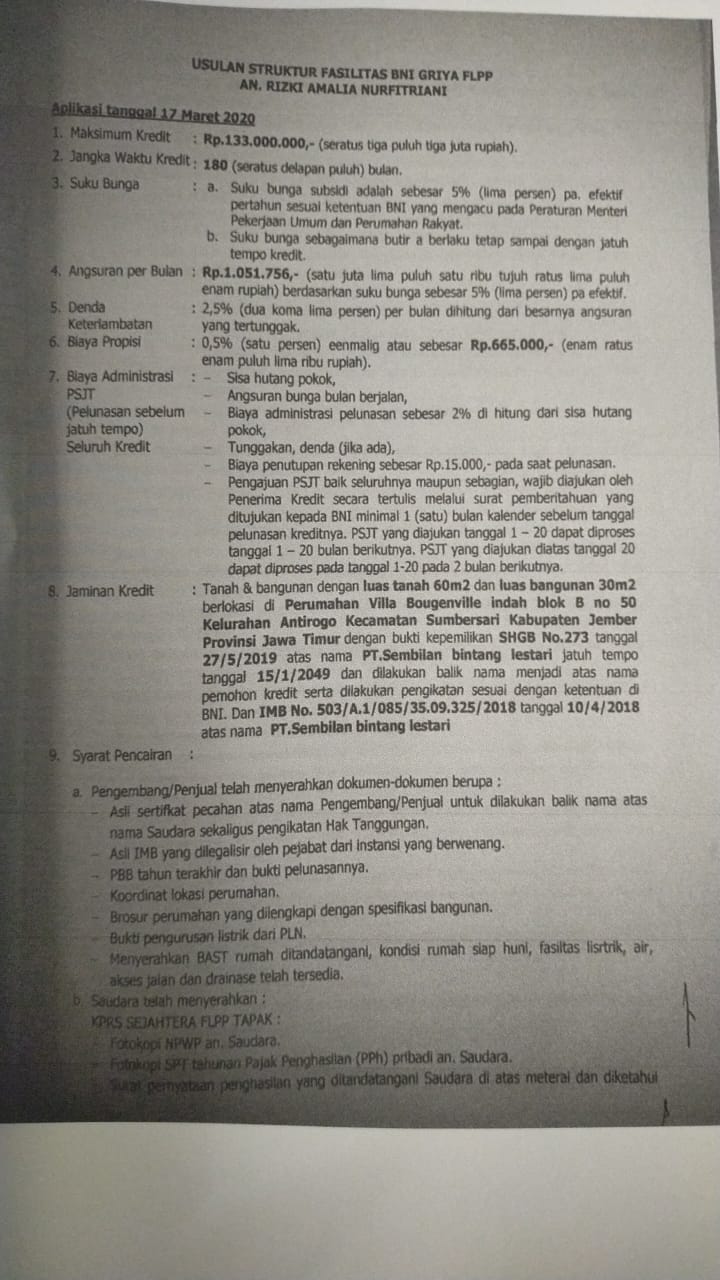 USULAN STRUKTUR FASILITAS BNI GRIYA FLPP
AN. RIZKI AMALIA NURFITRIANI
Aplikasi tanggal 17 Maret 2020
1. Maksimum Kredit : Rp.133.000.000,- (seratus tiga puluh tiga juta rupiah).
2. Jangka Waktu Kredit : 180 (seratus delapan puluh) bulan.
3. Suku Bunga : a. Suku bunga subsidi adalah sebesar 5% (lima persen) pa. efektif
pertahun sesuai ketentuan BNI yang mengacu pada Peraturan Menteri
Pekerjaan Umum dan Perumahan Rakyat.
b. Suku bunga sebagaimana butir a berlaku tetap sampai dengan jatuh
tempo kredit.
4. Angsuran per Bulan : Rp.1.051.756,- (satu juta lima puluh satu ribu tujuh ratus lima puluh
enam rupiah) berdasarkan suku bunga sebesar 5% (lima persen) pa efektif.
5. Denda : 2,5% (dua koma lima persen) per bulan dihitung dari besarnya angsuran
Keterlambatan yang tertunggak.
6. Biaya Propisi : 0,5% (satu persen) eenmalig atau sebesar Rp.665.000,- (enam ratus
enam puluh lima ribu rupiah).
7. Biaya Administrasi : – Sisa hutang pokok,
PSJT – Angsuran bunga bulan berjalan,
(Pelunasan sebelum – Biaya administrasi pelunasan sebesar 2% di hitung dari sisa hutang
jatuh tempo) pokok,
Seluruh Kredit – Tunggakan, denda (jika ada),
– Biaya penutupan rekening sebesar Rp.15.000,- pada saat pelunasan.
– Pengajuan PSJT baik seluruhnya maupun sebagian, wajib diajukan oleh
Penerima Kredit secara tertulis melalui surat pemberitahuan yang
ditujukan kepada BNI minimal 1 (satu) bulan kalender sebelum tanggal
pelunasan kreditnya. PSJT yang diajukan tanggal 1 – 20 dapat diproses
tanggal 1 – 20 bulan berikutnya. PSJT yang diajukan diatas tanggal 20
dapat diproses pada tanggal 1-20 pada 2 bulan berikutnya.
8. Jaminan Kredit : Tanah & bangunan dengan luas tanah 60m2 dan luas bangunan 30m2
berlokasi di Perumahan Villa Bougenville indah blok B no 50
Kelurahan Antirogo Kecamatan Sumbersari Kabupaten Jember
Provinsi Jawa Timur dengan bukti kepemilikan SHGB No.273 tanggal
27/5/2019 atas nama PT.Sembilan bintang lestari jatuh tempo
tanggal 15/1/2049 dan dilakukan balik nama menjadi atas nama
pemohon kredit serta dilakukan pengikatan sesuai dengan ketentuan di
BNI. Dan IMB No. 503/A.1/085/35.09.325/2018 tanggal 10/4/2018
atas nama PT.Sembilan bintang lestari
9. Syarat Pencairan :
a. Pengembang/Penjual telah menyerahkan dokumen-dokumen berupa :
– Asli sertifkat pecahan atas nama Pengembang/Penjual untuk dilakukan balik nama atas
nama Saudara sekaligus pengikatan Hak Tanggungan.
– Asli IMB yang dilegalisir oleh pejabat dari instansi yang berwenang.
– PBB tahun terakhir dan bukti pelunasannya.
– Koordinat lokasi perumahan.
– Brosur perumahan yang dilengkapi dengan spesifikasi bangunan.
– Bukti pengurusan listrik dari PLN.
– Menyerahkan BAST rumah ditandatangani, kondisi rumah siap huni, fasiltas lisrtrik, air,
akses jalan dan drainase telah tersedia.
b. Saudara telah menyerahkan :
KPRS SEJAHTERA FLPP TAPAK :
– Fotokopi NPWP an. Saudara.
– Fotokopi SPT tahunan Pajak Penghasilan (PPh) pribadi an. Saudara.
– Surat pernyataan penghasilan yang ditandatangani Saudara di atas meterai dan diketahui